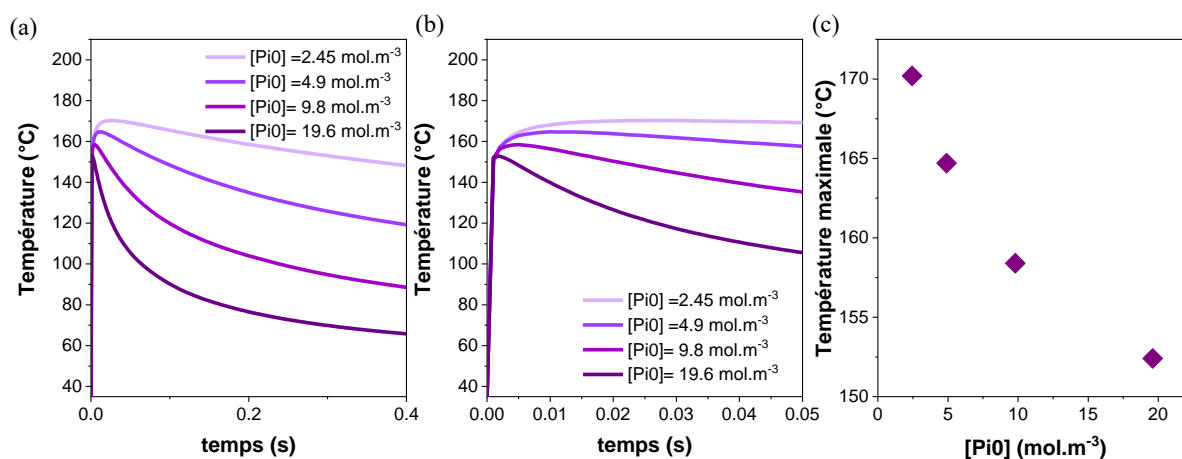 (a)
Température (°C)
200
180
160
140
120
100
80
60
40
[Pi0] =2.45 mol.m-3
[Pi0] =4.9 mol.m-3
[Pi0]= 9.8 mol.m-3
[Pi0]= 19.6 mol.m-3
0.0
0.2
0.4
temps (s)
(b)
Température (°C)
200
180
160
140
120
100
80
60
40
[Pi0] =2.45 mol.m-3
[Pi0] =4.9 mol.m-3
[Pi0]= 9.8 mol.m-3
[Pi0]= 19.6 mol.m-3
0.00
0.01
0.02
0.03
0.04
0.05
temps (s)
(c)
Température maximale (°C)
170
165
160
155
150
0
5
10
15
20
[Pi0] (mol.m-3)